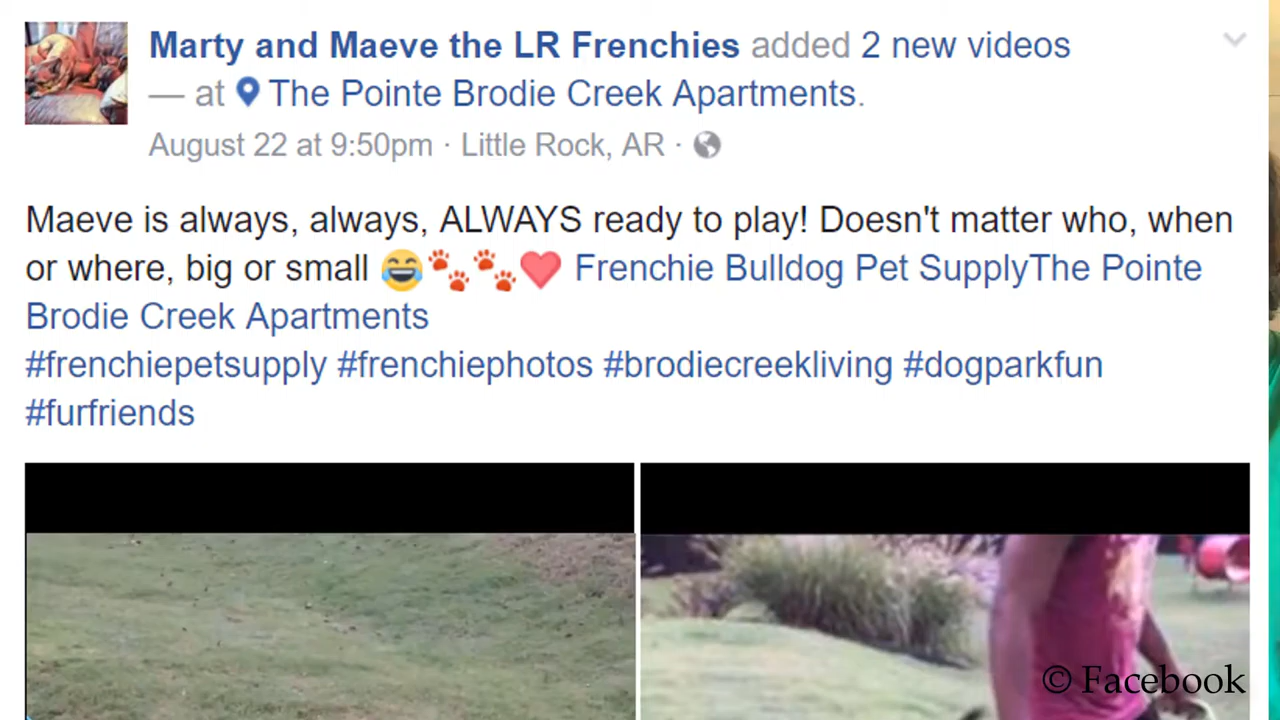 Marty and Maeve the LR Frenchies added 2 new videos
— at The Pointe Brodie Creek Apartments.
August 22 at 9:50pm · Little Rock, AR ·
Maeve is always, always, ALWAYS ready to play! Doesn't matter who, when
or where, big or small 😂🐾🐾❤️ Frenchie Bulldog Pet SupplyThe Pointe
Brodie Creek Apartments
#frenchiepetsupply #frenchiephotos #brodiecreekliving #dogparkfun
#furfriends
© Facebook